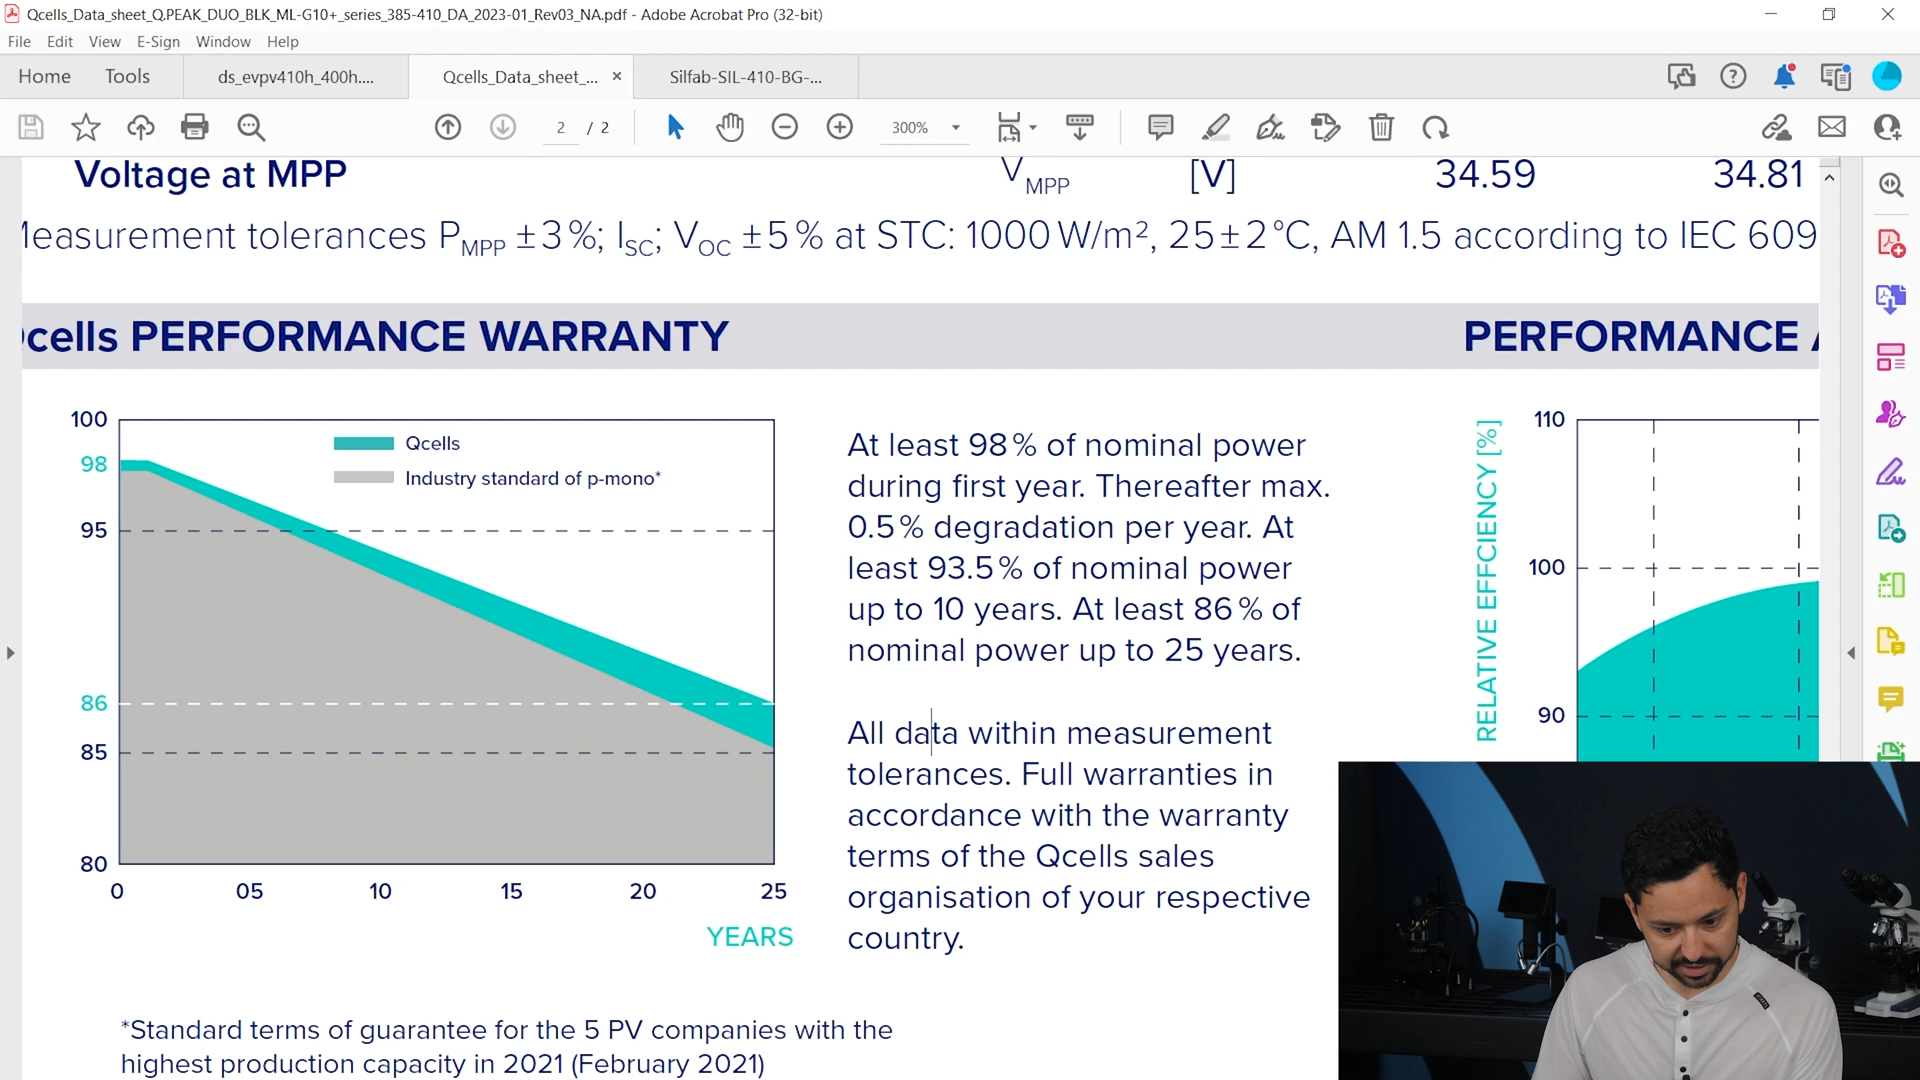 Qcells_Data_sheet_Q.PEAK_DUO_BLK_ML-G10+_series_385-410_DA_2023-01_Rev03_NA.pdf - Adobe Acrobat Pro (32-bit)
File Edit View E-Sign Window Help
Home Tools ds_evpv410h_400h.... Qcells_Data_sheet_... × Silfab-SIL-410-BG-...
2 / 2 300%
Voltage at MPP VMPP [V] 34.59 34.81
Measurement tolerances PMPP ±3 %; ISC; VOC ±5 % at STC: 1000 W/m², 25 ± 2 °C, AM 1.5 according to IEC 609
Qcells PERFORMANCE WARRANTY PERFORMANCE
100
98
95
86
85
80
Qcells
Industry standard of p-mono*
0 05 10 15 20 25
YEARS
At least 98 % of nominal power
during first year. Thereafter max.
0.5 % degradation per year. At
least 93.5 % of nominal power
up to 10 years. At least 86 % of
nominal power up to 25 years.
All data within measurement
tolerances. Full warranties in
accordance with the warranty
terms of the Qcells sales
organisation of your respective
country.
RELATIVE EFFCIENCY [%]
110
100
90
*Standard terms of guarantee for the 5 PV companies with the
highest production capacity in 2021 (February 2021)